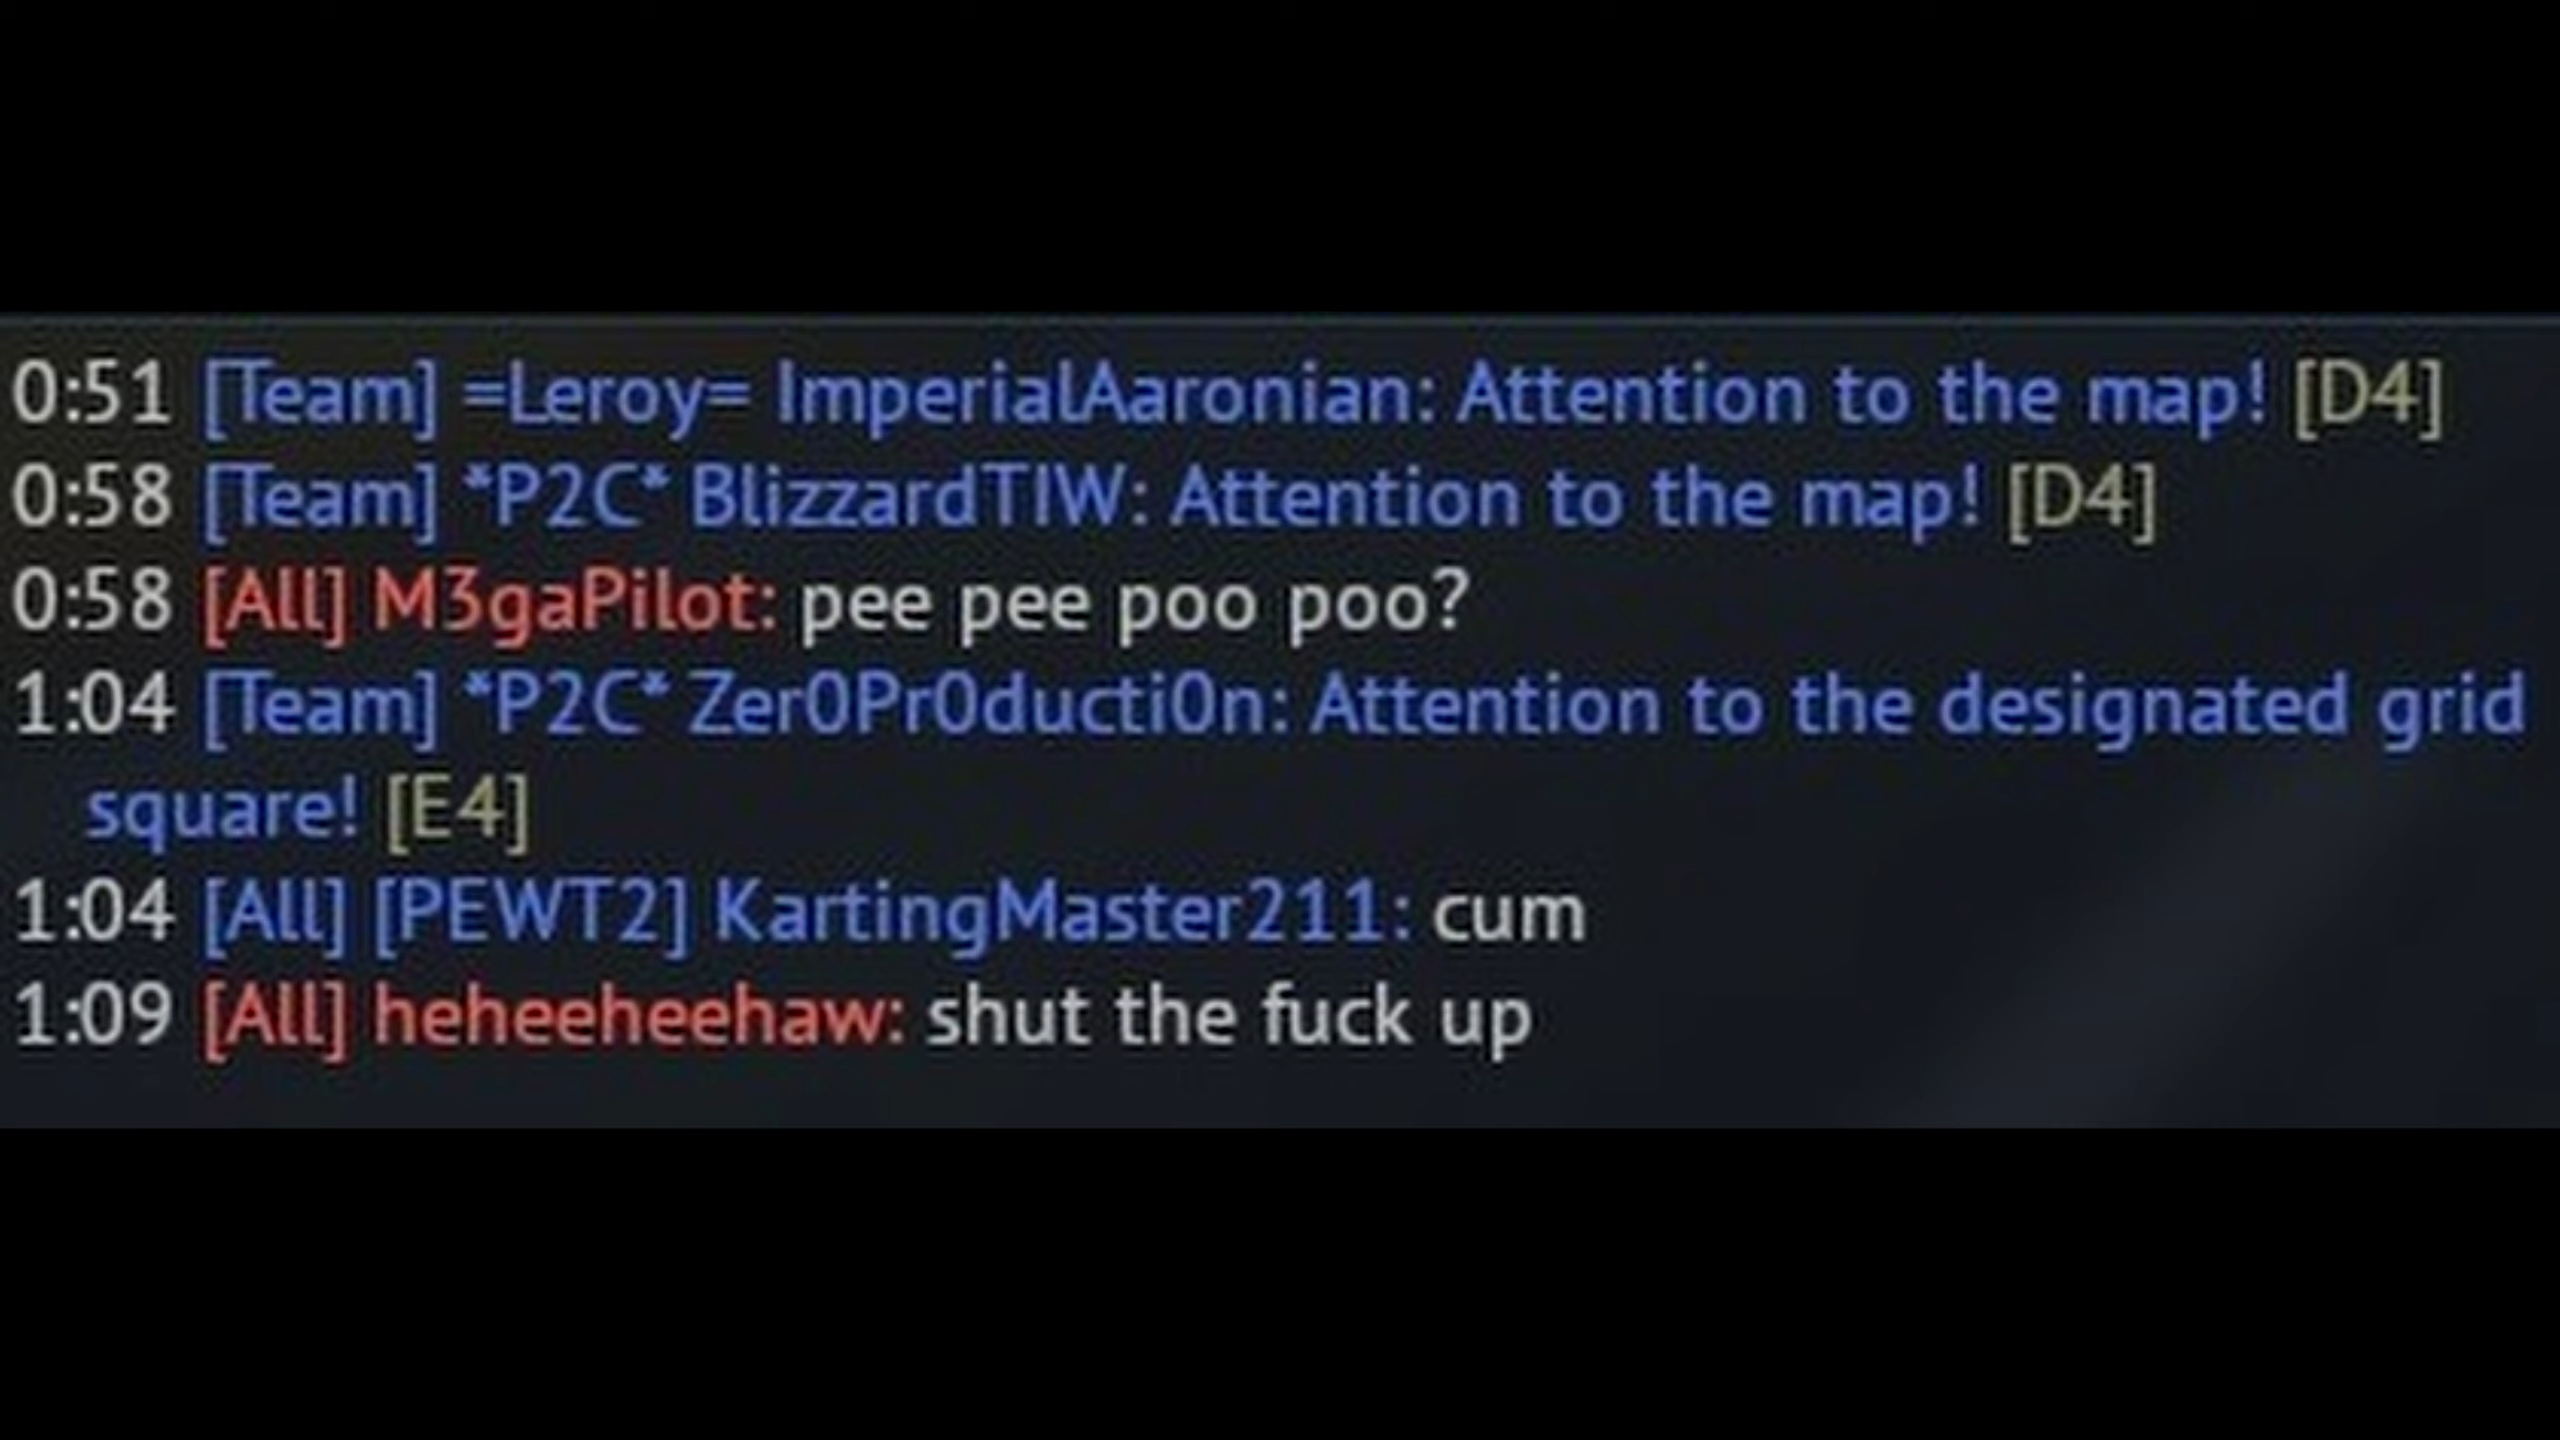 0:51 [Team] =Leroy= ImperialAaronian: Attention to the map! [D4]
0:58 [Team] *P2C* BlizzardTIW: Attention to the map! [D4]
0:58 [All] M3gaPilot: pee pee poo poo?
1:04 [Team] *P2C* Zer0Pr0ducti0n: Attention to the designated grid
square! [E4]
1:04 [All] [PEWT2] KartingMaster211: cum
1:09 [All] heheeheehaw: shut the fuck up